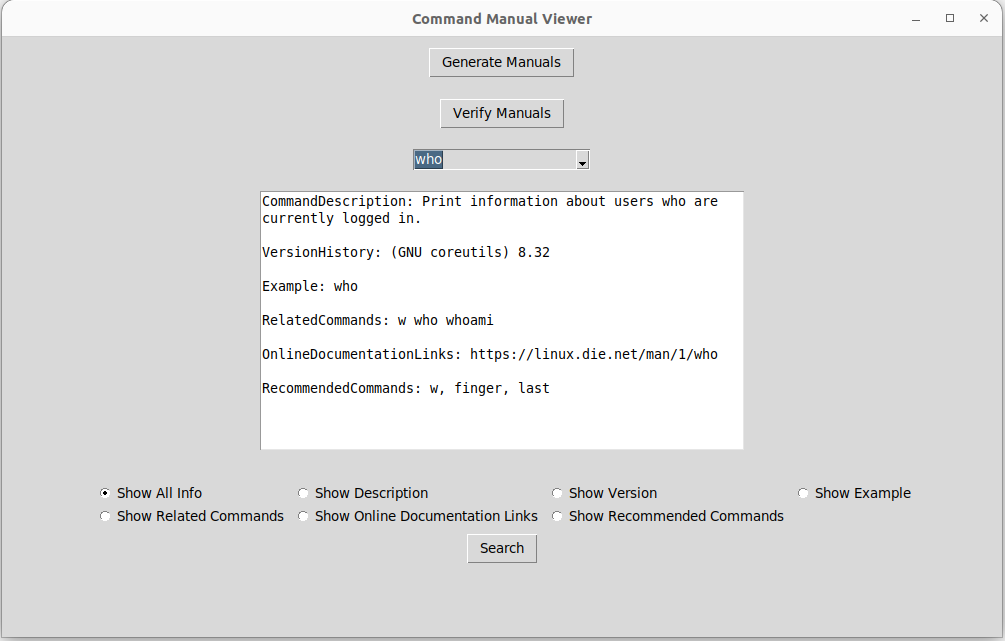 Command Manual Viewer
Generate Manuals
Verify Manuals
who
CommandDescription: Print information about users who are
currently logged in.
VersionHistory: (GNU coreutils) 8.32
Example: who
RelatedCommands: w who whoami
OnlineDocumentationLinks: https://linux.die.net/man/1/who
RecommendedCommands: w, finger, last
Show All Info Show Description Show Version Show Example
Show Related Commands Show Online Documentation Links Show Recommended Commands
Search